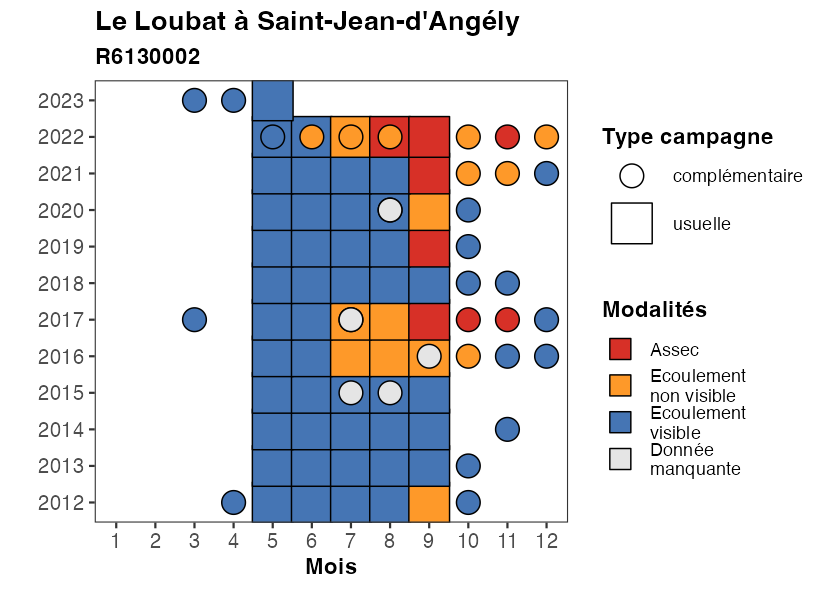 Le Loubat à Saint-Jean-d'Angély
R6130002
2023
2022
2021
2020
2019
2018
2017
2016
2015
2014
2013
2012
1 2 3 4 5 6 7 8 9 10 11 12
Mois
Type campagne
complémentaire
usuelle
Modalités
Assec
Ecoulement
non visible
Ecoulement
visible
Donnée
manquante